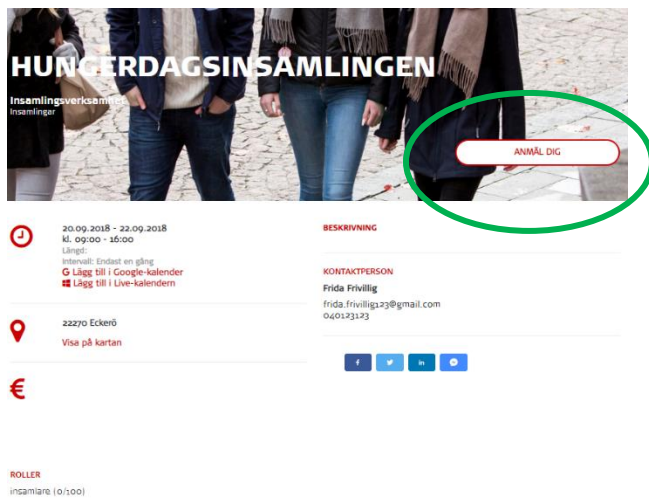 HUNGERDAGSINSAMLINGEN
Insamlingsverksamhet
Insamlingar
ANMÄL DIG
20.09.2018 - 22.09.2018
kl. 09:00 - 16:00
Längd:
Intervall: Endast en gång
G Lägg till i Google-kalender
Lägg till i Live-kalendern
22270 Eckerö
Visa på kartan
€
BESKRIVNING
KONTAKTPERSON
Frida Frivillig
frida.frivillig123@gmail.com
040123123
f
in
ROLLER
insamlare (0/100)